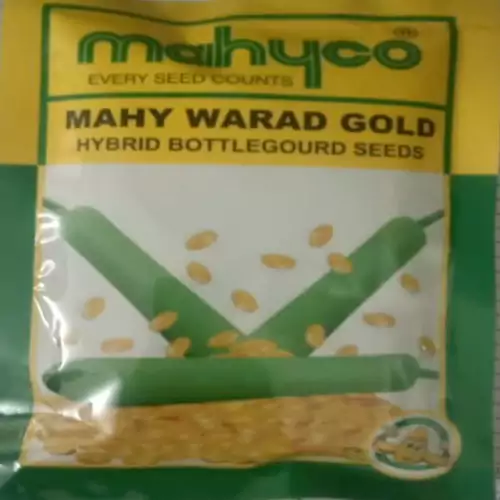 mahyco
EVERY SEED COUNTS
MAHY WARAD GOLD
HYBRID BOTTLEGOURD SEEDS